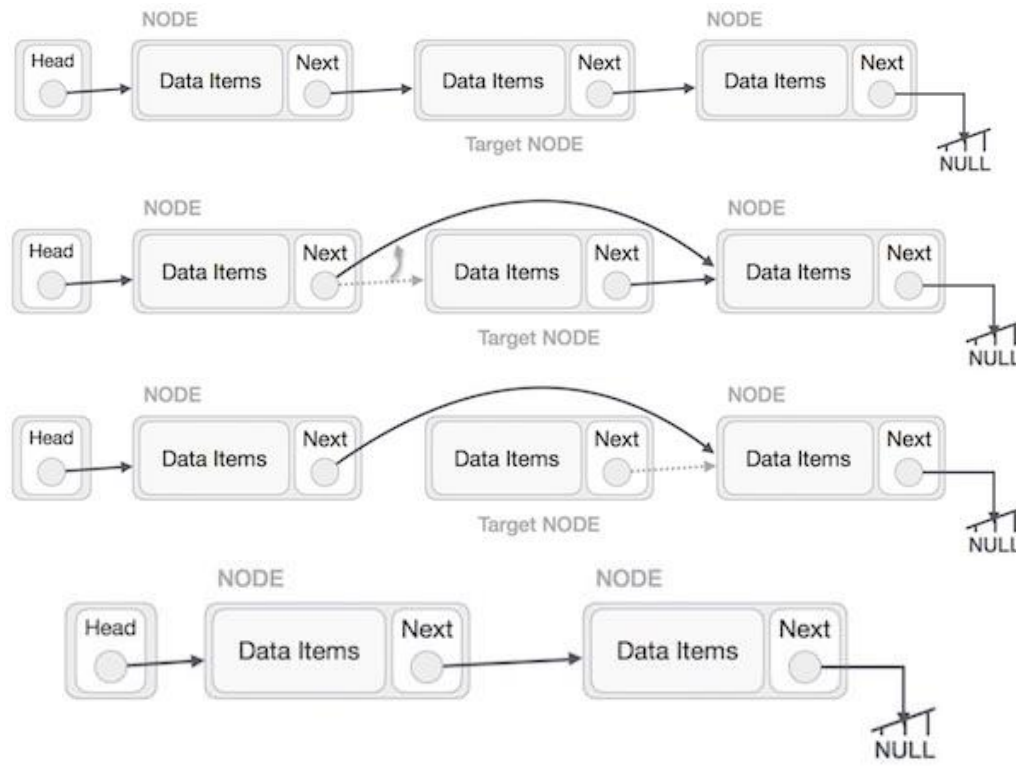 NODE NODE
Head Next Next Next
Data Items Data Items Data Items
Target NODE
NULL
NODE NODE
Head Next Next Next
Data Items Data Items Data Items
Target NODE
NULL
NODE NODE
Head Next Next Next
Data Items Data Items Data Items
Target NODE
NULL
NODE NODE
Head Next Next
Data Items Data Items
NULL